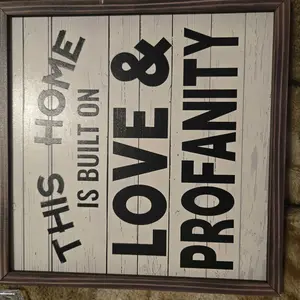 THIS HOME
IS BUILT ON
LOVE &
PROFANITY